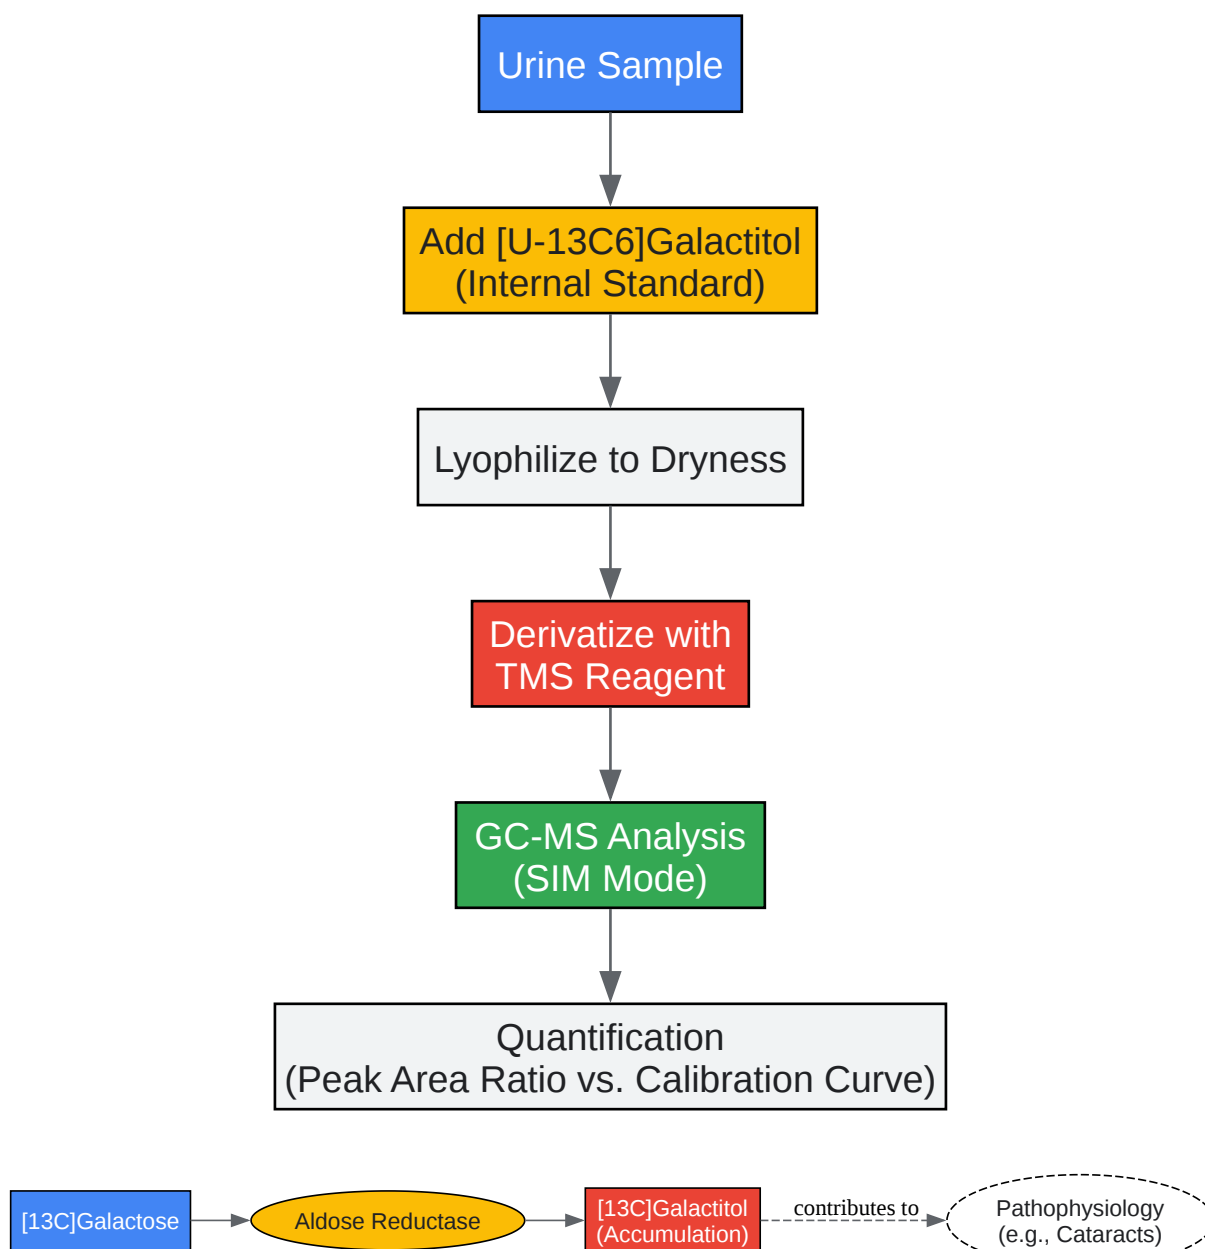 Urine Sample
Add [U-13C6]Galactitol
(Internal Standard)
Lyophilize to Dryness
Derivatize with
TMS Reagent
GC-MS Analysis
(SIM Mode)
Quantification
(Peak Area Ratio vs. Calibration Curve)
[13C]Galactose
Aldose Reductase
[13C]Galactitol
(Accumulation)
contributes to
Pathophysiology
(e.g., Cataracts)